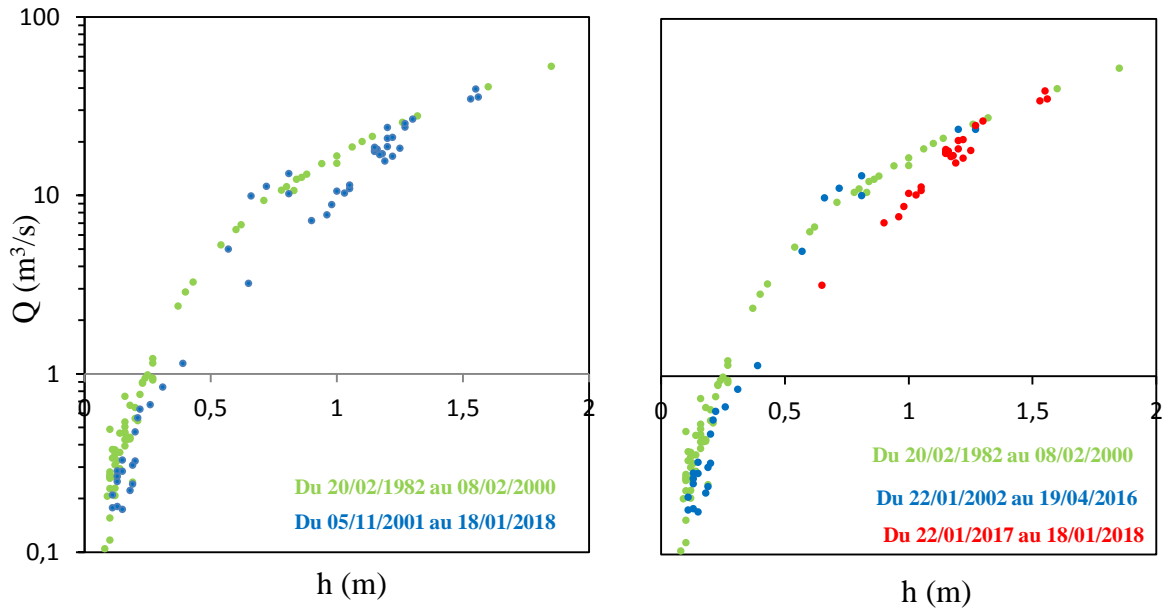 100
10
1
0,1
Q (m³/s)
0
0,5
1
1,5
2
Du 20/02/1982 au 08/02/2000
Du 05/11/2001 au 18/01/2018
h (m)
0
0,5
1
1,5
2
Du 20/02/1982 au 08/02/2000
Du 22/01/2002 au 19/04/2016
Du 22/01/2017 au 18/01/2018
h (m)